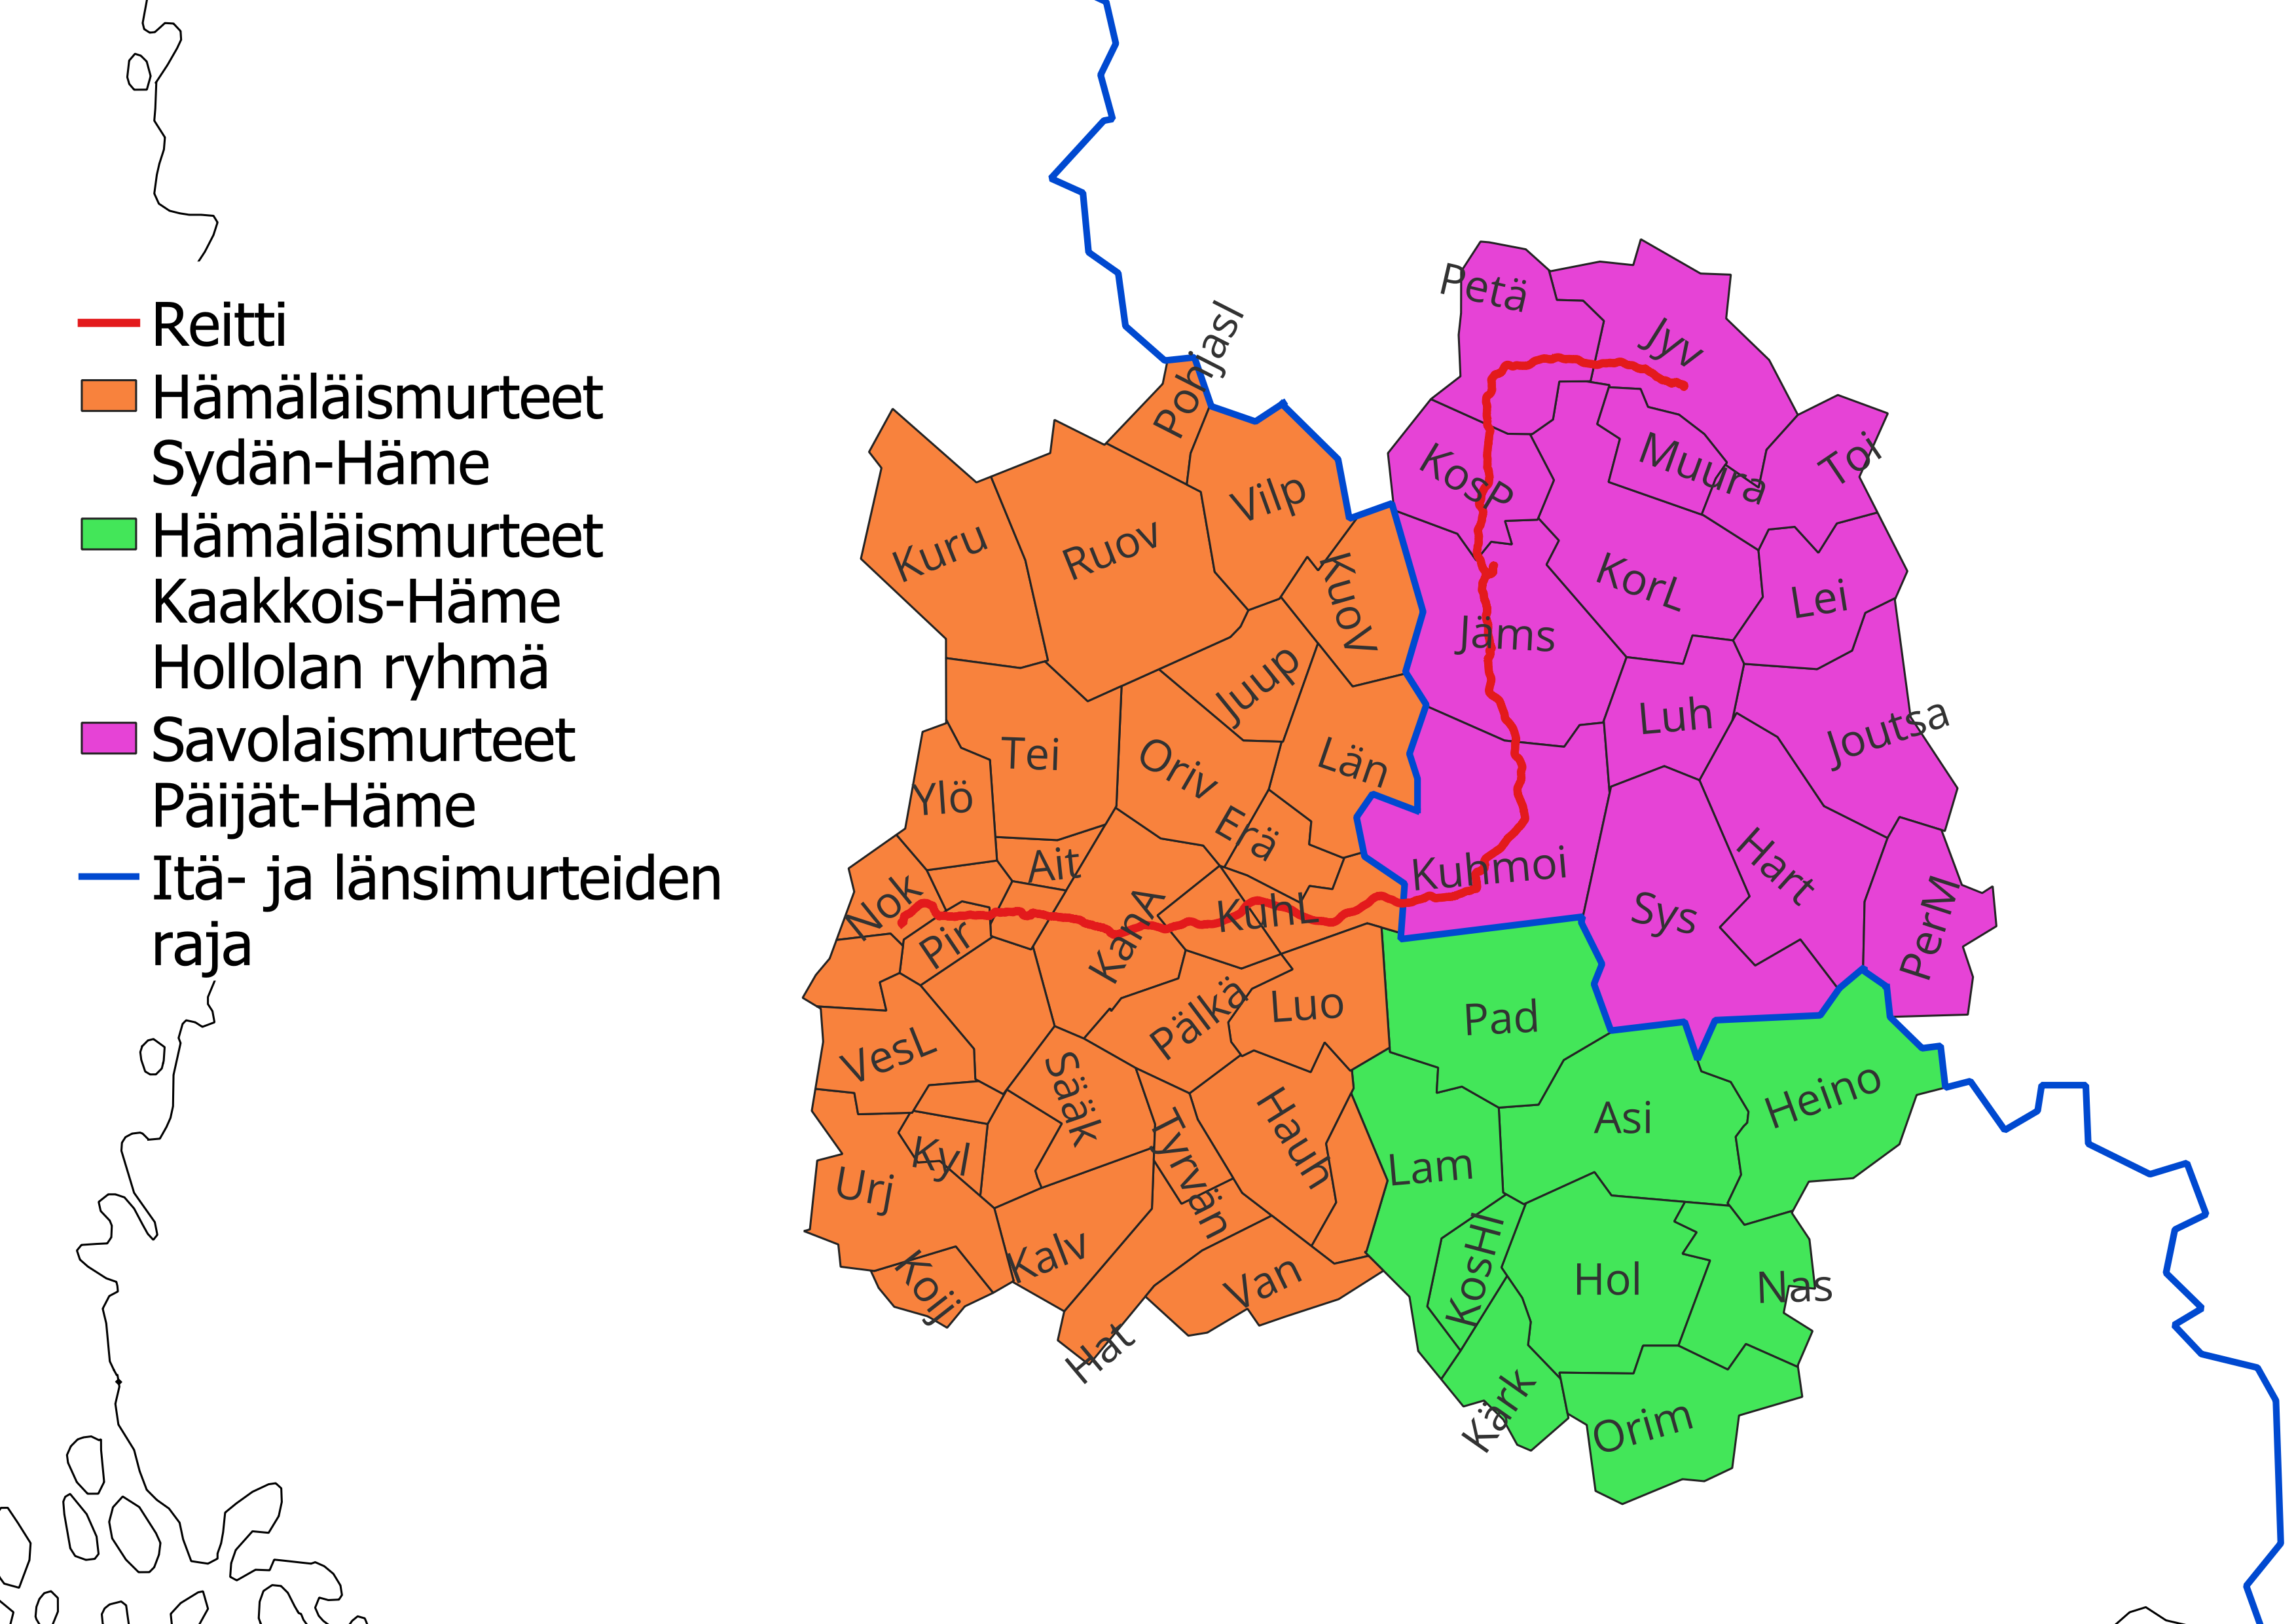 Reitti
Hämäläismurteet
Sydän-Häme
Hämäläismurteet
Kaakkois-Häme
Hollolan ryhmä
Savolaismurteet
Päijät-Häme
Itä- ja länsimurteiden
raja
Petä
Jyv
Pohjasl
KosP
Muura
Toi
Vilp
Kuru
Ruov
KuoV
KorL
Lei
Jäms
Juup
Luh
Joutsa
Tei
Oriv
Län
Ylö
Erä
Ait
Kuhmoi
Hart
Nok
Pir
KanA
KuhL
Sys
PerM
Pälkä
Luo
Pad
VesL
Sääk
Tyrvän
Hauh
Asi
Heino
Kyl
Urj
Lam
Kolj
Kalv
Van
KosHl
Hol
Nas
Hat
Kärk
Orim